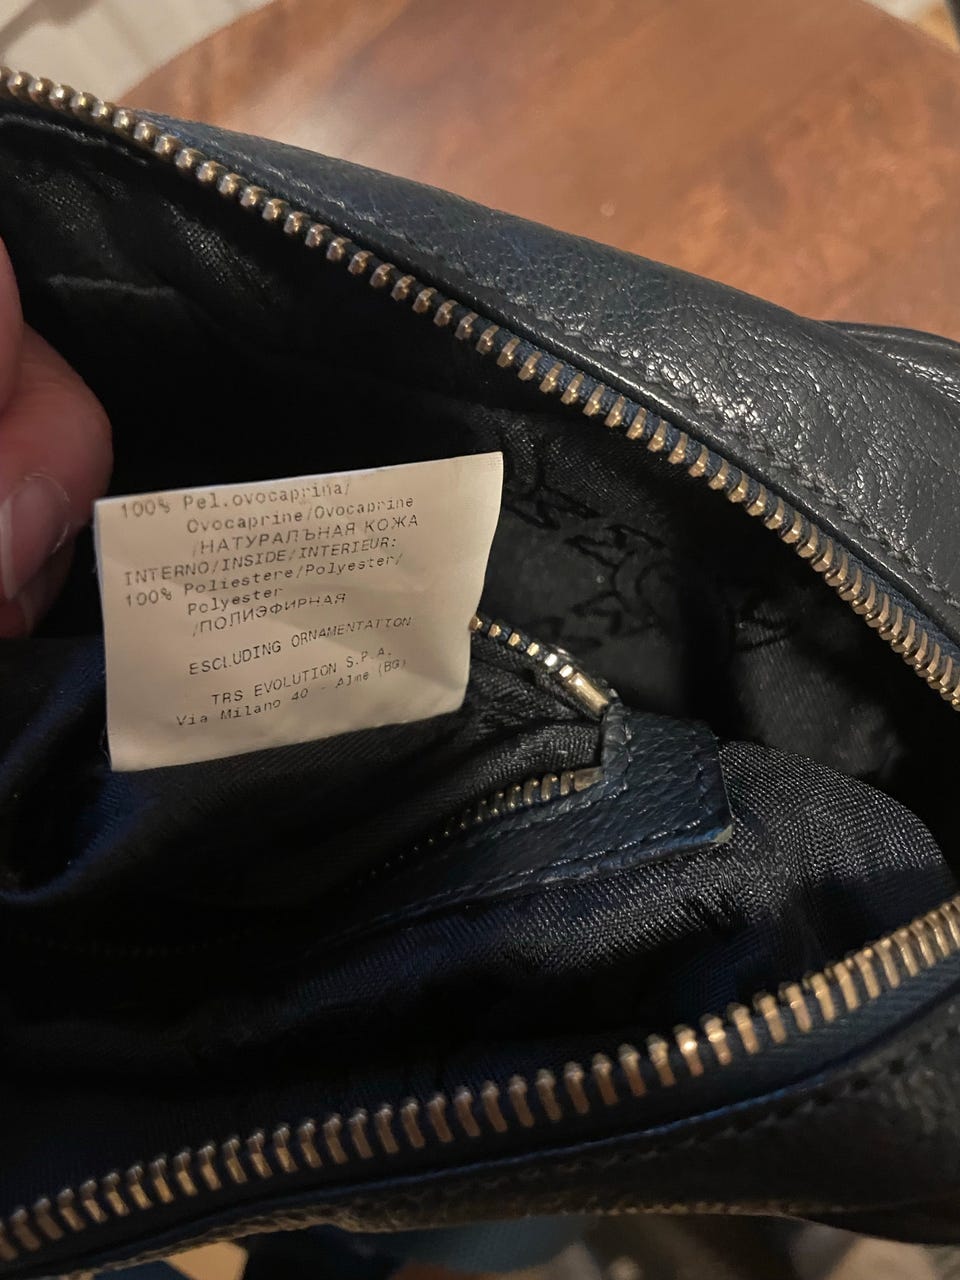 100% Pel.ovocaprina/
Ovocaprine/Ovocaprine
/НАТУРАЛЪНАЯ КОЖА
INTERNO/INSIDE/INTERIEUR:
100% Poliestere/Polyester/
Polyester
/ПОЛИЭФИРНАЯ
ESCLUDING ORNAMENTATION
TRS EVOLUTION S.P.A.
Via Milano 40 - Alme (BG)